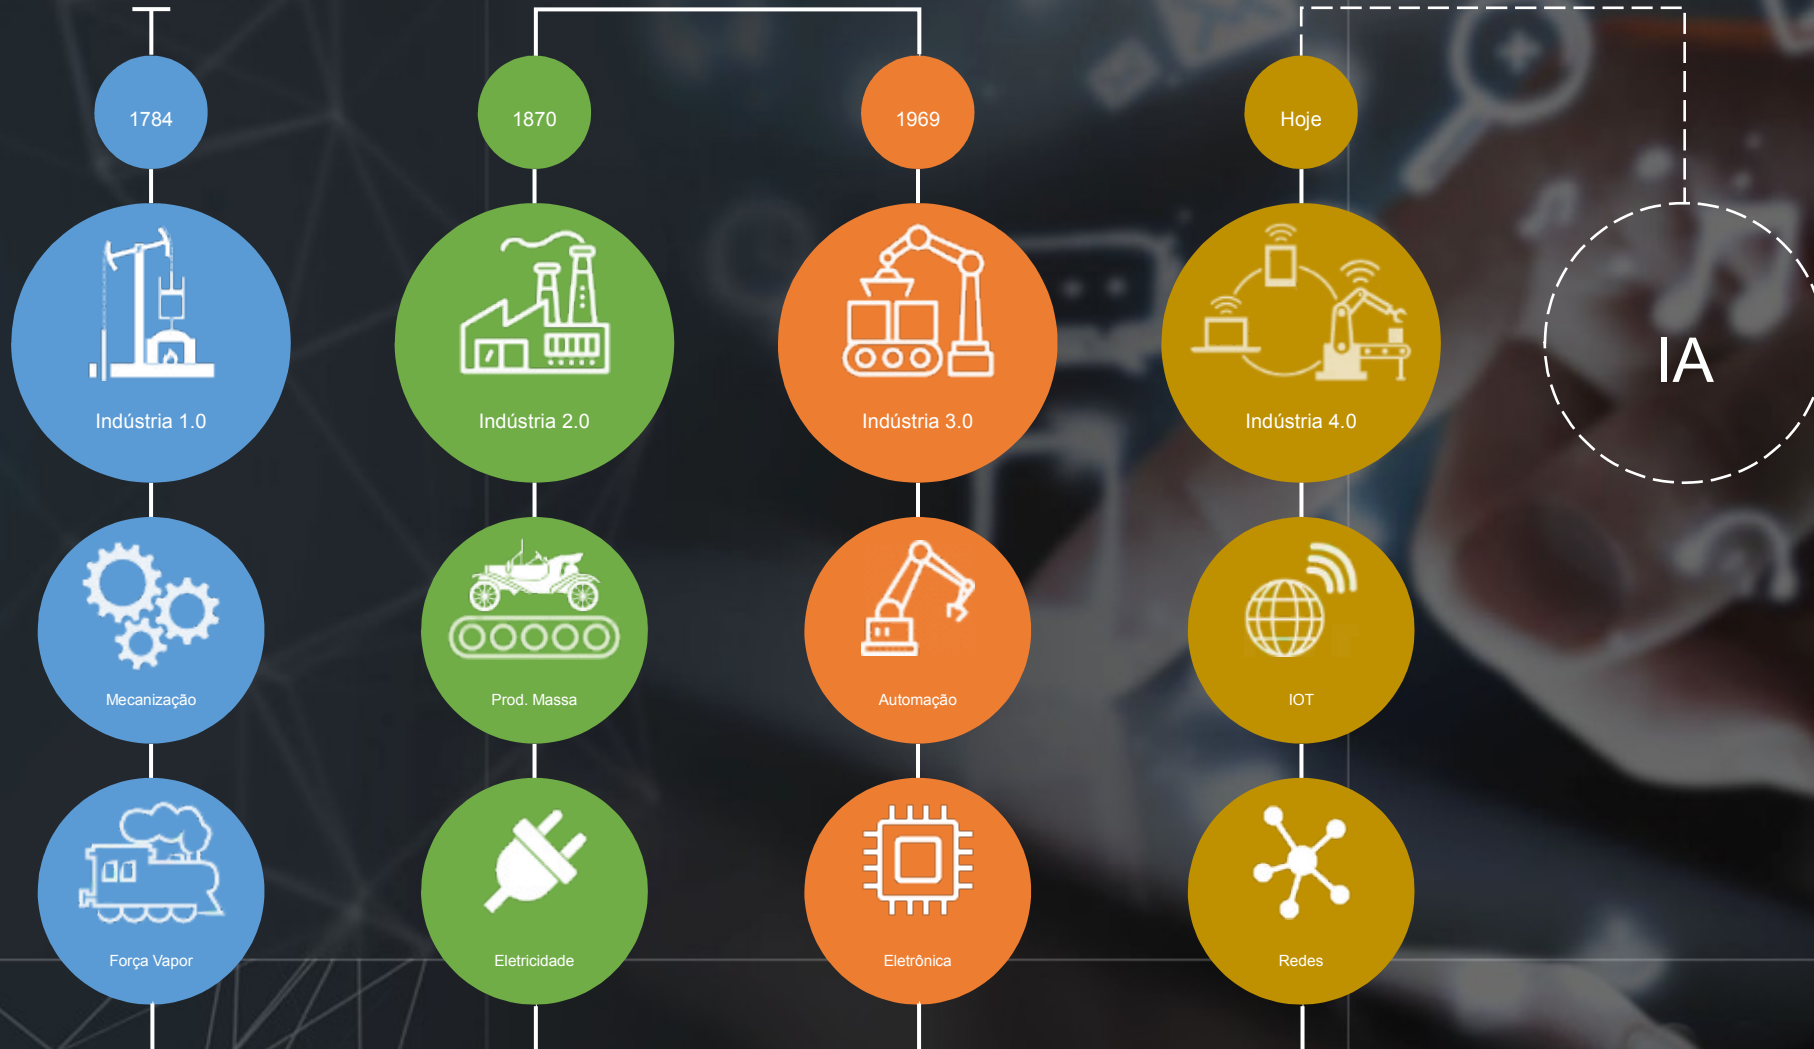 1784
1870
1969
Hoje
Indústria 1.0
Indústria 2.0
Indústria 3.0
Indústria 4.0
IA
Mecanização
Prod. Massa
Automação
IOT
Força Vapor
Eletricidade
Eletrônica
Redes